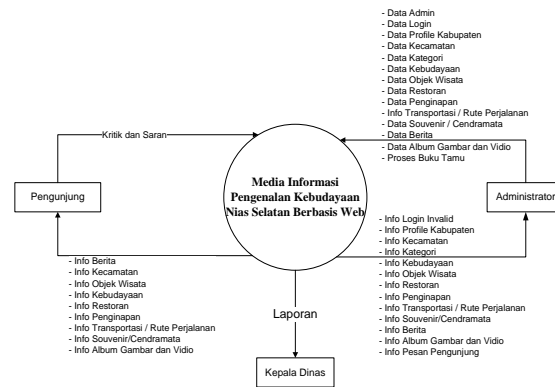 - Data Admin
- Data Login
- Data Profile Kabupaten
- Data Kecamatan
- Data Kategori
- Data Kebudayaan
- Data Objek Wisata
- Data Restoran
- Data Penginapan
- Info Transportasi / Rute Perjalanan
- Data Souvenir / Cendramata
- Data Berita
- Data Album Gambar dan Vidio
- Proses Buku Tamu
Kritik dan Saran
Media Informasi
Pengenalan Kebudayaan
Nias Selatan Berbasis Web
Pengunjung
Administrator
- Info Berita
- Info Kecamatan
- Info Objek Wisata
- Info Kebudayaan
- Info Restoran
- Info Penginapan
- Info Transportasi / Rute Perjalanan
- Info Souvenir/Cendramata
- Info Album Gambar dan Vidio
- Info Login Invalid
- Info Profile Kabupaten
- Info Kecamatan
- Info Kategori
- Info Kebudayaan
- Info Objek Wisata
- Info Restoran
- Info Penginapan
- Info Transportasi / Rute Perjalanan
- Info Souvenir/Cendramata
- Info Berita
- Info Album Gambar dan Vidio
- Info Pesan Pengunjung
Laporan
Kepala Dinas